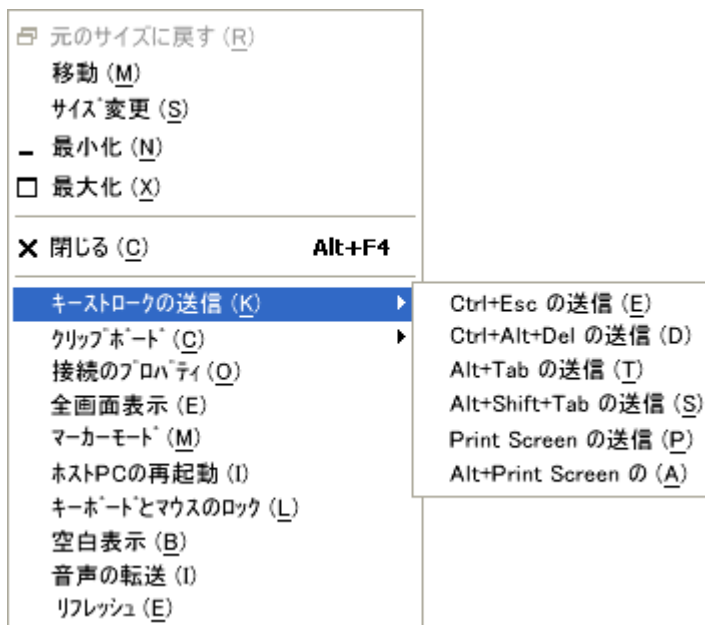 元のサイズに戻す (R)
移動 (M)
ｻｲｽﾞ変更 (S)
最小化 (N)
最大化 (X)
閉じる (C) Alt+F4
ｷｰｽﾄﾛｰｸの送信 (K)
ｸﾘｯﾌﾟﾎﾞｰﾄﾞ (C)
接続のﾌﾟﾛﾊﾟﾃｨ (O)
全画面表示 (E)
ﾏｰｶｰﾓｰﾄﾞ (M)
ﾎｽﾄPCの再起動 (I)
ｷｰﾎﾞｰﾄﾞとﾏｳｽのﾛｯｸ (L)
空白表示 (B)
音声の転送 (I)
ﾘﾌﾚｯｼｭ (E)
Ctrl+Esc の送信 (E)
Ctrl+Alt+Del の送信 (D)
Alt+Tab の送信 (T)
Alt+Shift+Tab の送信 (S)
Print Screen の送信 (P)
Alt+Print Screen の (A)